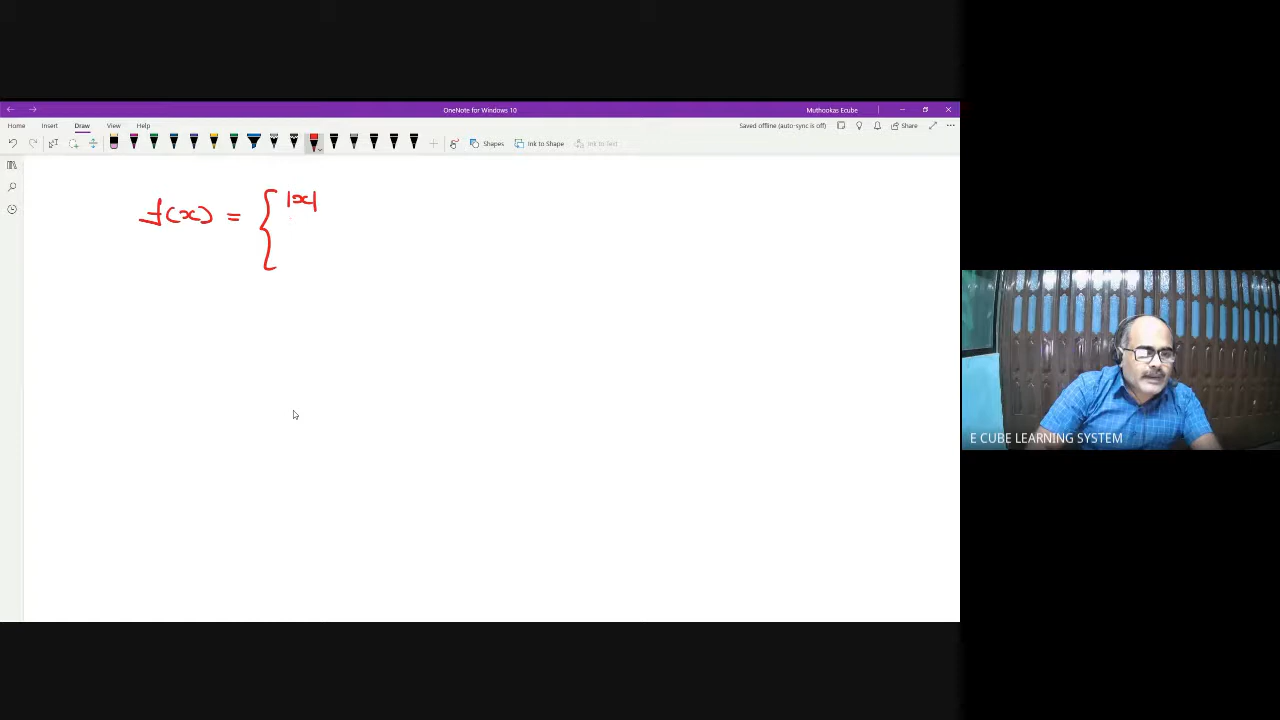 OneNote for Windows 10
Muthookas Ecube
Home Insert Draw View Help
Saved offline (auto-sync is off)
Share
Shapes
Ink to Shape
Ink to Text
f(x) = { |x|
E CUBE LEARNING SYSTEM